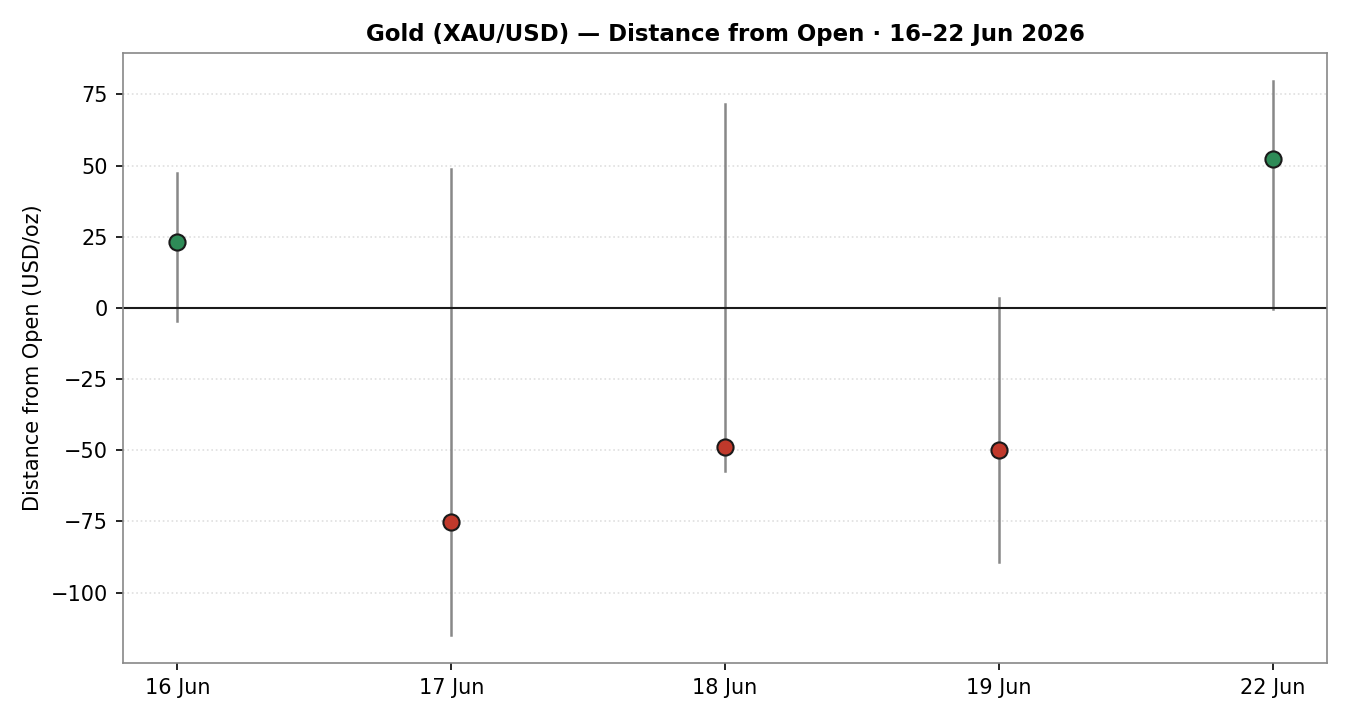 Gold (XAU/USD) — Distance from Open · 16–22 Jun 2026
Distance from Open (USD/oz)
75
50
25
0
−25
−50
−75
−100
16 Jun
17 Jun
18 Jun
19 Jun
22 Jun